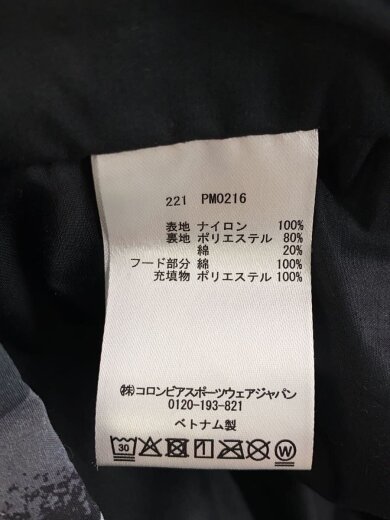 221 PM0216
表地 ナイロン 100%
裏地 ポリエステル 80%
綿 20%
フード部分 綿 100%
充填物 ポリエステル 100%
㈱コロンビアスポーツウェアジャパン
0120-193-821
ベトナム製
30 W